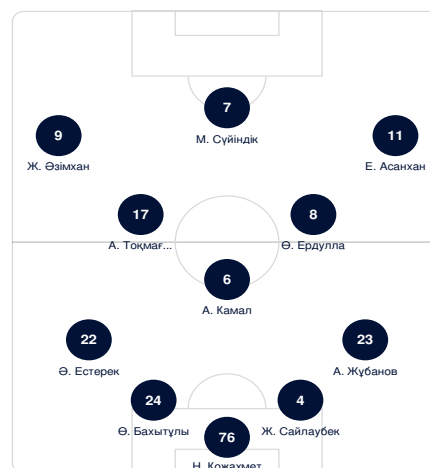 7
М. Сүйіндік
9
Ж. Әзімхан
11
Е. Асанхан
17
А. Тоқмағ...
8
Ө. Ердулла
6
А. Камал
22
Ә. Естерек
23
А. Жұбанов
24
Ө. Бахытұлы
4
Ж. Сайлаубек
76
Н. Қожахмет